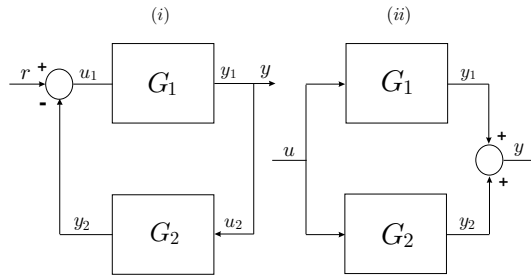 (i)
r
+
-
u₁
G₁
y₁
y
G₂
y₂
u₂
(ii)
u
G₁
y₁
+
+
y
G₂
y₂